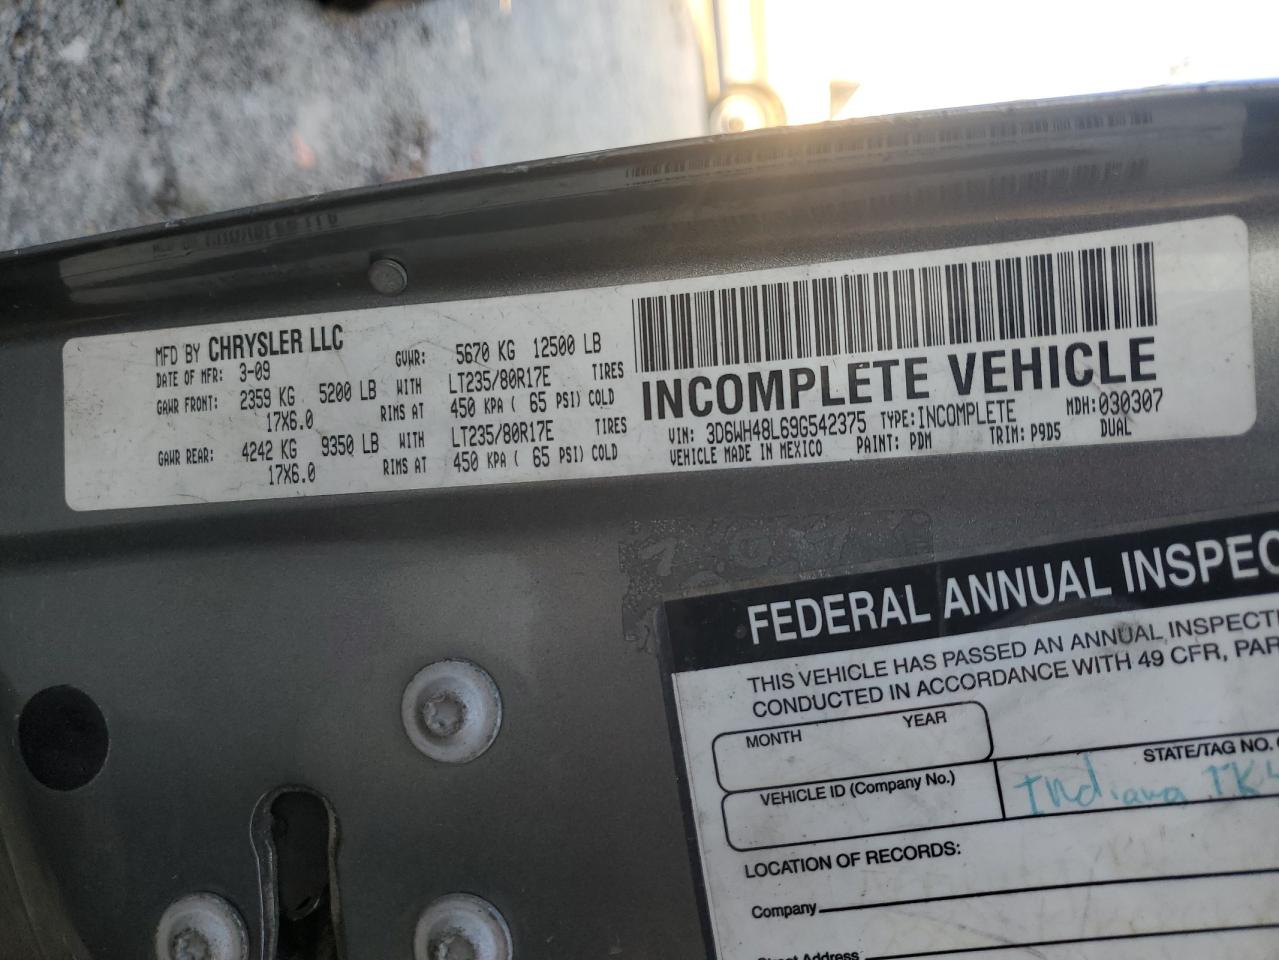 MFD BY CHRYSLER LLC
DATE OF MFR: 3-09 GVWR: 5670 KG 12500 LB
GAWR FRONT: 2359 KG 5200 LB WITH LT235/80R17E TIRES
17X6.0 RIMS AT 450 KPA ( 65 PSI) COLD
GAWR REAR: 4242 KG 9350 LB WITH LT235/80R17E TIRES
17X6.0 RIMS AT 450 KPA ( 65 PSI) COLD
INCOMPLETE VEHICLE
VIN: 3D6WH48L69G542375 TYPE: INCOMPLETE MDH: 030307
VEHICLE MADE IN MEXICO PAINT: PDM TRIM: P9D5 DUAL
FEDERAL ANNUAL INSPEC
THIS VEHICLE HAS PASSED AN ANNUAL INSPECTI
CONDUCTED IN ACCORDANCE WITH 49 CFR, PAR
MONTH YEAR
STATE/TAG NO.
VEHICLE ID (Company No.)
Indiana TK
LOCATION OF RECORDS:
Company
Street Address